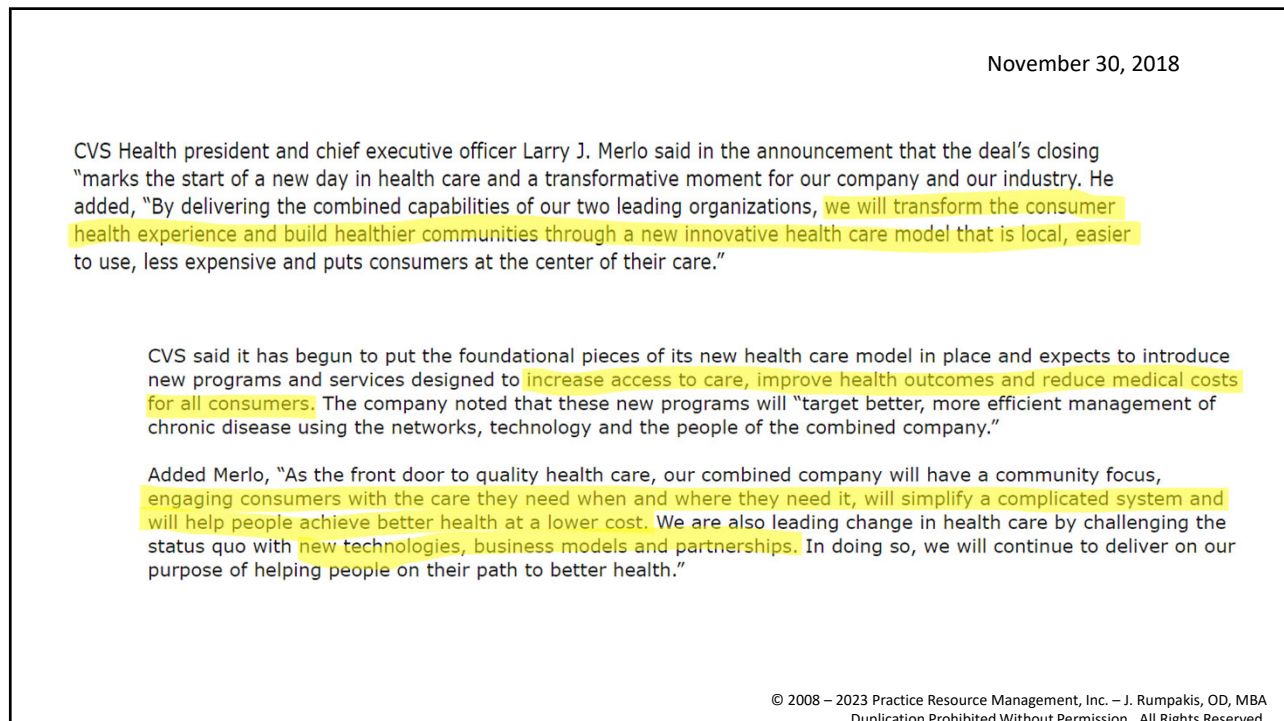 November 30, 2018
CVS Health president and chief executive officer Larry J. Merlo said in the announcement that the deal’s closing
“marks the start of a new day in health care and a transformative moment for our company and our industry. He
added, “By delivering the combined capabilities of our two leading organizations, we will transform the consumer
health experience and build healthier communities through a new innovative health care model that is local, easier
to use, less expensive and puts consumers at the center of their care.”
CVS said it has begun to put the foundational pieces of its new health care model in place and expects to introduce
new programs and services designed to increase access to care, improve health outcomes and reduce medical costs
for all consumers. The company noted that these new programs will “target better, more efficient management of
chronic disease using the networks, technology and the people of the combined company.”
Added Merlo, “As the front door to quality health care, our combined company will have a community focus,
engaging consumers with the care they need when and where they need it, will simplify a complicated system and
will help people achieve better health at a lower cost. We are also leading change in health care by challenging the
status quo with new technologies, business models and partnerships. In doing so, we will continue to deliver on our
purpose of helping people on their path to better health.”
© 2008 – 2023 Practice Resource Management, Inc. – J. Rumpakis, OD, MBA
Duplication Prohibited Without Permission. All Rights Reserved.